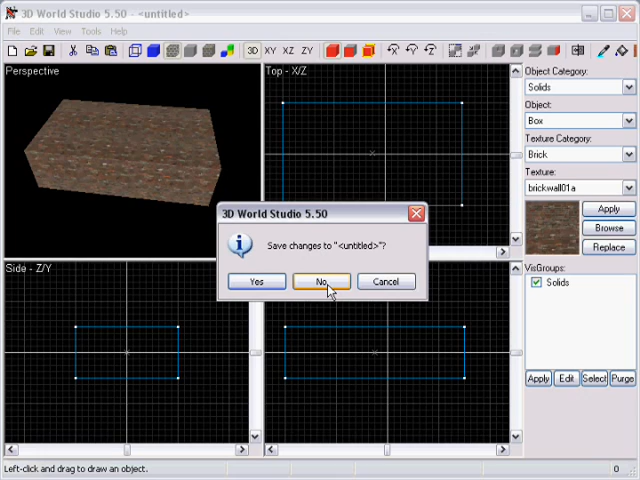 3D World Studio 5.50 - <untitled>
File Edit View Tools Help
3D XY XZ ZY
Perspective
Top - X/Z
Side - Z/Y
Object Category:
Solids
Object:
Box
Texture Category:
Brick
Texture:
brickwall01a
Apply
Browse
Replace
VisGroups:
Solids
Apply Edit Select Purge
3D World Studio 5.50
Save changes to "<untitled>"?
Yes No Cancel
Left-click and drag to draw an object.
0